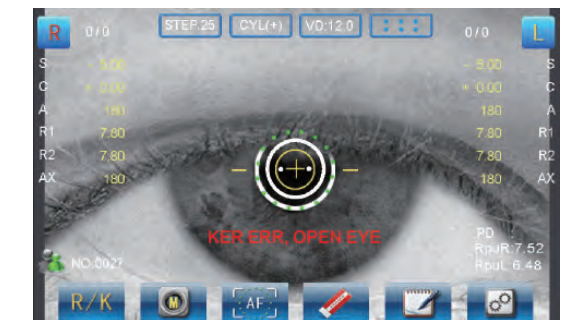 R 0/0 STEP.25 CYL(+) VD:12.0 0/0 L
S - 5.00 - 5.00 S
C + 0.00 + 0.00 C
A 180 180 A
R1 7.80 7.80 R1
R2 7.80 7.80 R2
AX 180 180 AX
KER ERR, OPEN EYE
PD
RpuR:7.52
NO:0027 RpuL:6.48
R/K M AF